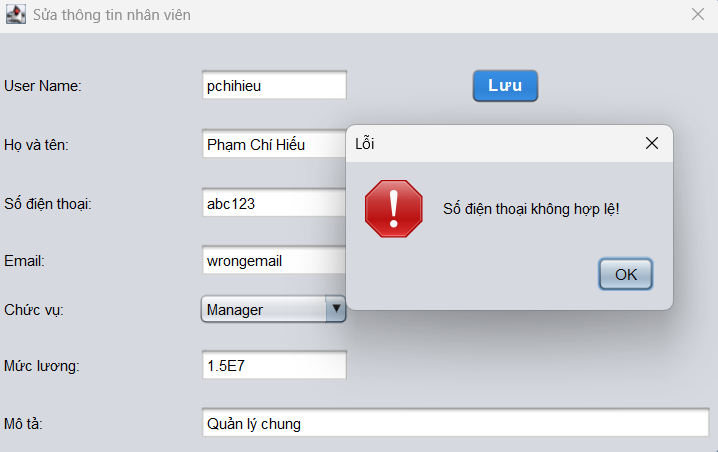 Sửa thông tin nhân viên
User Name:
pchihieu
Lưu
Họ và tên:
Phạm Chí Hiếu
Lỗi
Số điện thoại:
abc123
Số điện thoại không hợp lệ!
Email:
wrongemail
OK
Chức vụ:
Manager
Mức lương:
1.5E7
Mô tả:
Quản lý chung